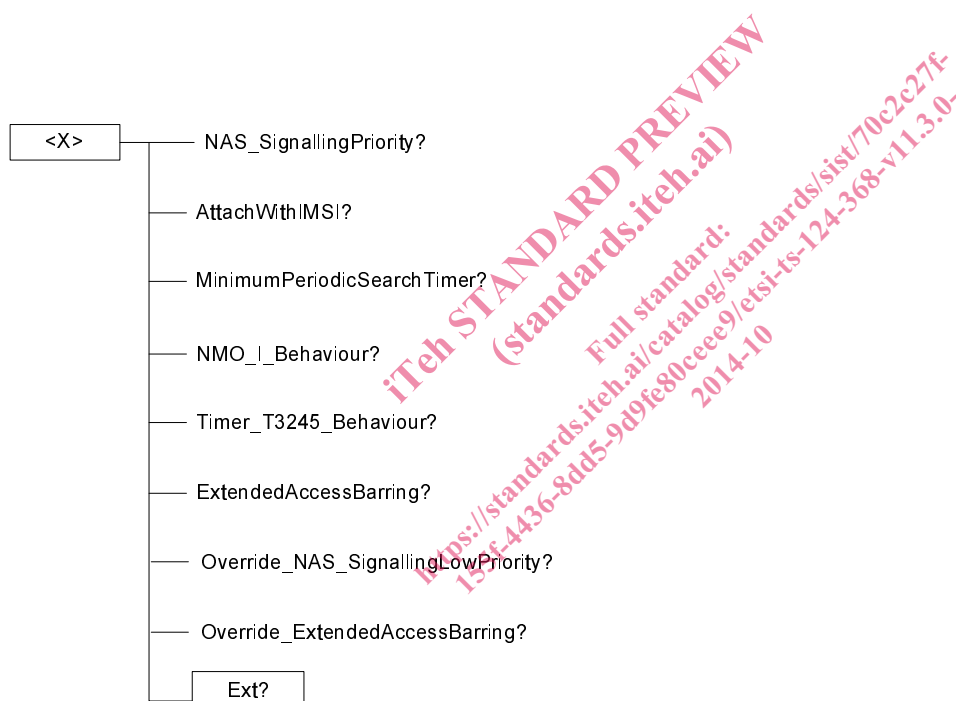 <X>
NAS_SignallingPriority?
AttachWithIMSI?
MinimumPeriodicSearchTimer?
NMO_I_Behaviour?
Timer_T3245_Behaviour?
ExtendedAccessBarring?
Override_NAS_SignallingLowPriority?
Override_ExtendedAccessBarring?
Ext?
iTeh STANDARD PREVIEW
(standards.iteh.ai)
Full standard:
https://standards.iteh.ai/catalog/standards/sist/70c2c27f-
155f-4436-8dd5-9d9fe80ceee9/etsi-ts-124-368-v11.3.0-
2014-10